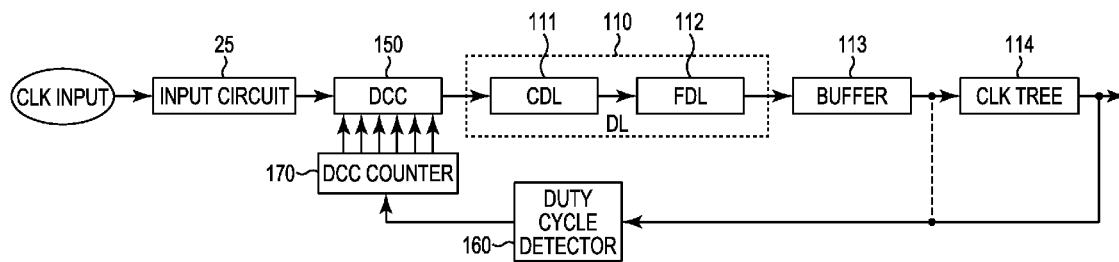 110
25
150
111
112
113
114
CLK INPUT
INPUT CIRCUIT
DCC
CDL
FDL
BUFFER
CLK TREE
DL
170
DCC COUNTER
DUTY
CYCLE
DETECTOR
160